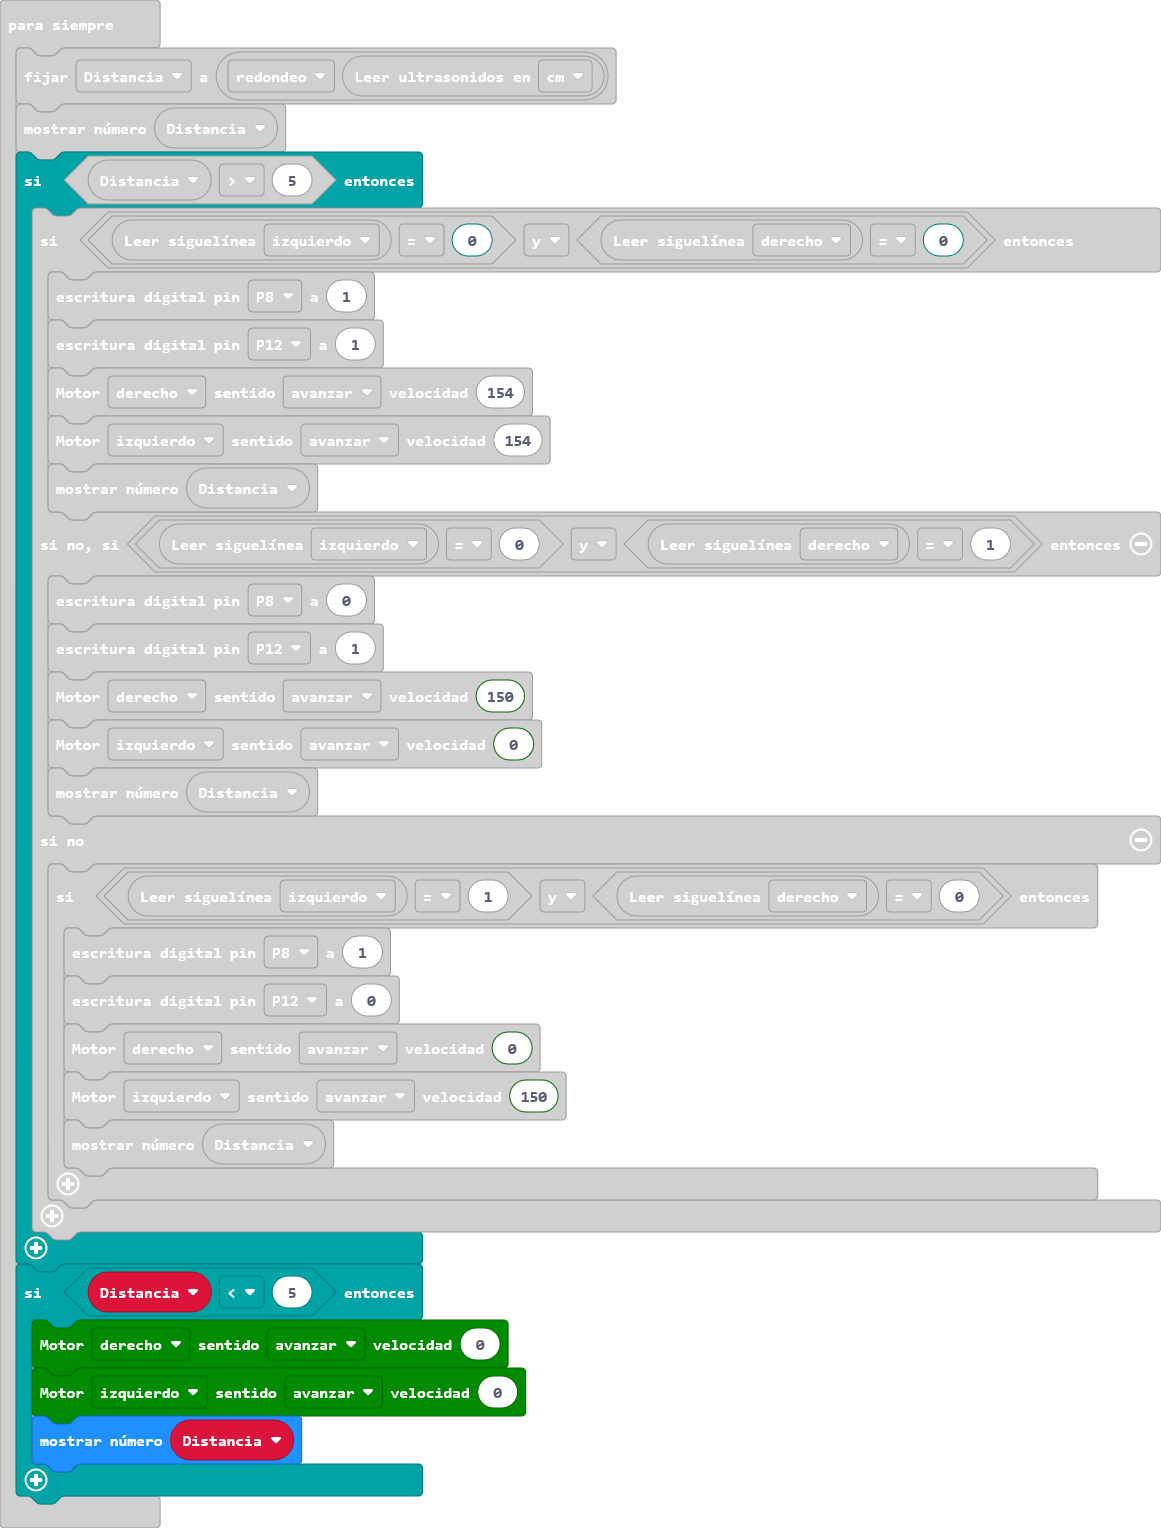 para siempre
fijar Distancia a redondeo Leer ultrasonidos en cm
mostrar número Distancia
si Distancia > 5 entonces
si Leer siguelínea izquierdo = 0 y Leer siguelínea derecho = 0 entonces
escritura digital pin P8 a 1
escritura digital pin P12 a 1
Motor derecho sentido avanzar velocidad 154
Motor izquierdo sentido avanzar velocidad 154
mostrar número Distancia
si no, si Leer siguelínea izquierdo = 0 y Leer siguelínea derecho = 1 entonces
escritura digital pin P8 a 0
escritura digital pin P12 a 1
Motor derecho sentido avanzar velocidad 150
Motor izquierdo sentido avanzar velocidad 0
mostrar número Distancia
si no
si Leer siguelínea izquierdo = 1 y Leer siguelínea derecho = 0 entonces
escritura digital pin P8 a 1
escritura digital pin P12 a 0
Motor derecho sentido avanzar velocidad 0
Motor izquierdo sentido avanzar velocidad 150
mostrar número Distancia
si Distancia < 5 entonces
Motor derecho sentido avanzar velocidad 0
Motor izquierdo sentido avanzar velocidad 0
mostrar número Distancia